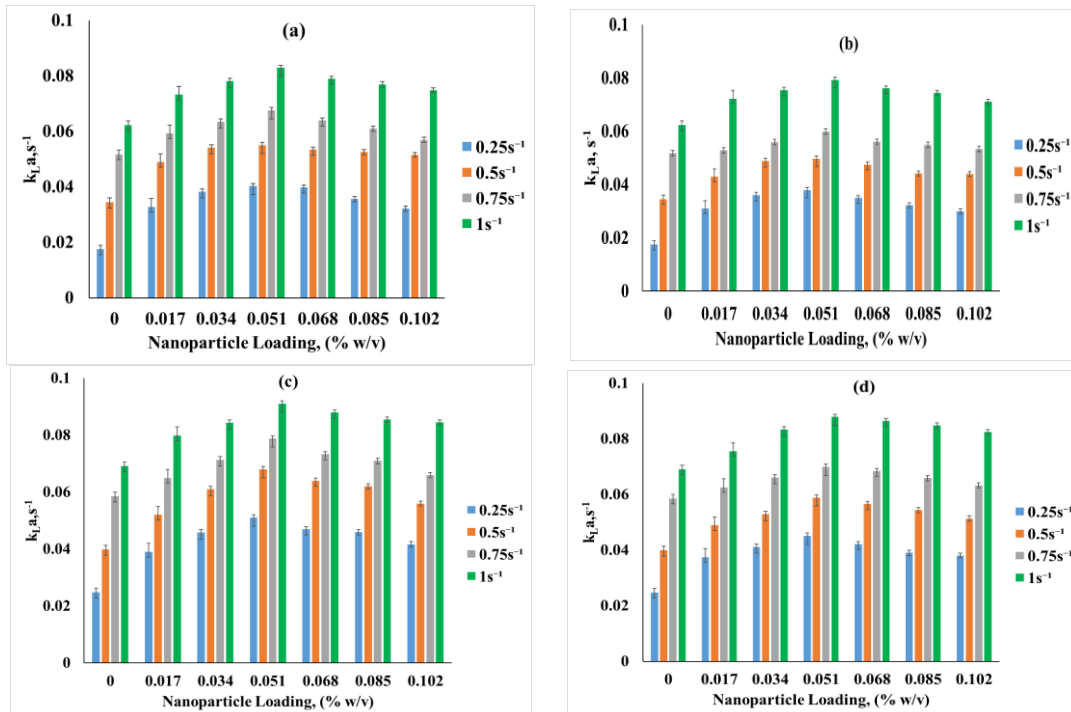 (a)
0.1
0.08
0.06
0.04
0.02
0
kLa,s⁻¹
0 0.017 0.034 0.051 0.068 0.085 0.102
Nanoparticle Loading, (% w/v)
0.25s⁻¹
0.5s⁻¹
0.75s⁻¹
1s⁻¹
(b)
0.1
0.08
0.06
0.04
0.02
0
kLa, s⁻¹
0 0.017 0.034 0.051 0.068 0.085 0.102
Nanoparticle Loading, (% w/v)
0.25s⁻¹
0.5s⁻¹
0.75s⁻¹
1s⁻¹
(c)
0.1
0.08
0.06
0.04
0.02
0
kLa,s⁻¹
0 0.017 0.034 0.051 0.068 0.085 0.102
Nanoparticle Loading, (% w/v)
0.25s⁻¹
0.5s⁻¹
0.75s⁻¹
1s⁻¹
(d)
0.1
0.08
0.06
0.04
0.02
0
kLa,s⁻¹
0 0.017 0.034 0.051 0.068 0.085 0.102
Nanoparticle Loading, (% w/v)
0.25s⁻¹
0.5s⁻¹
0.75s⁻¹
1s⁻¹